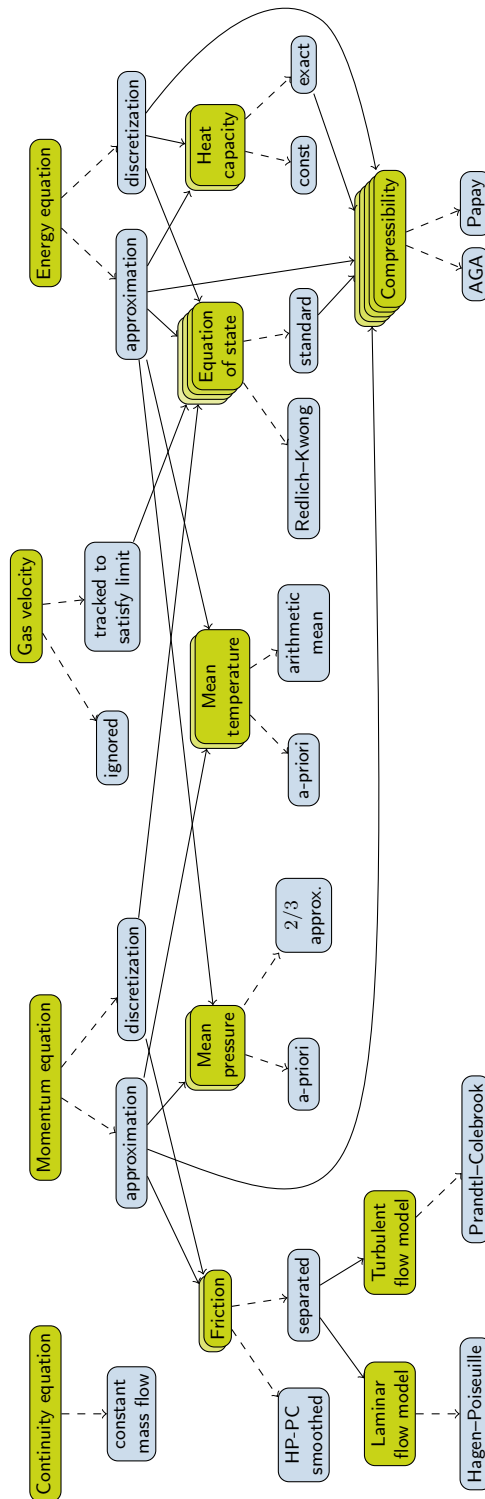 Continuity equation
Momentum equation
Gas velocity
Energy equation
constant
mass flow
approximation
discretization
ignored
tracked to
satisfy limit
approximation
discretization
Friction
Mean
pressure
Mean
temperature
Equation
of state
Heat
capacity
HP-PC
smoothed
separated
a-priori
2/3
approx.
a-priori
arithmetic
mean
Redlich–Kwong
standard
const
exact
Laminar
flow model
Turbulent
flow model
Compressibility
Hagen–Poiseuille
Prandtl–Colebrook
AGA
Papay